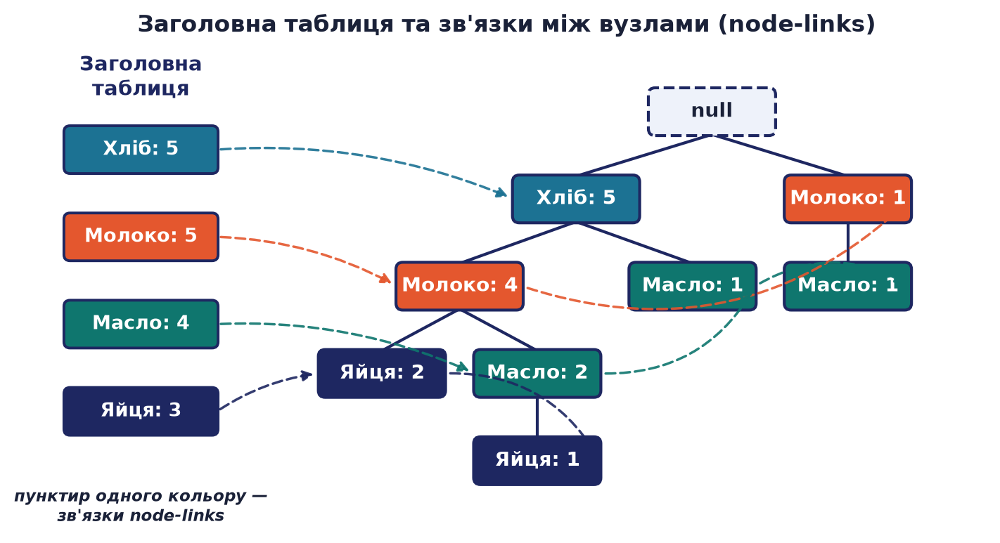 Заголовна таблиця та зв'язки між вузлами (node-links)
Заголовна
таблиця
null
Хліб: 5
Хліб: 5
Молоко: 1
Молоко: 5
Молоко: 4
Масло: 1
Масло: 1
Масло: 4
Яйця: 2
Масло: 2
Яйця: 3
Яйця: 1
пунктир одного кольору —
зв'язки node-links